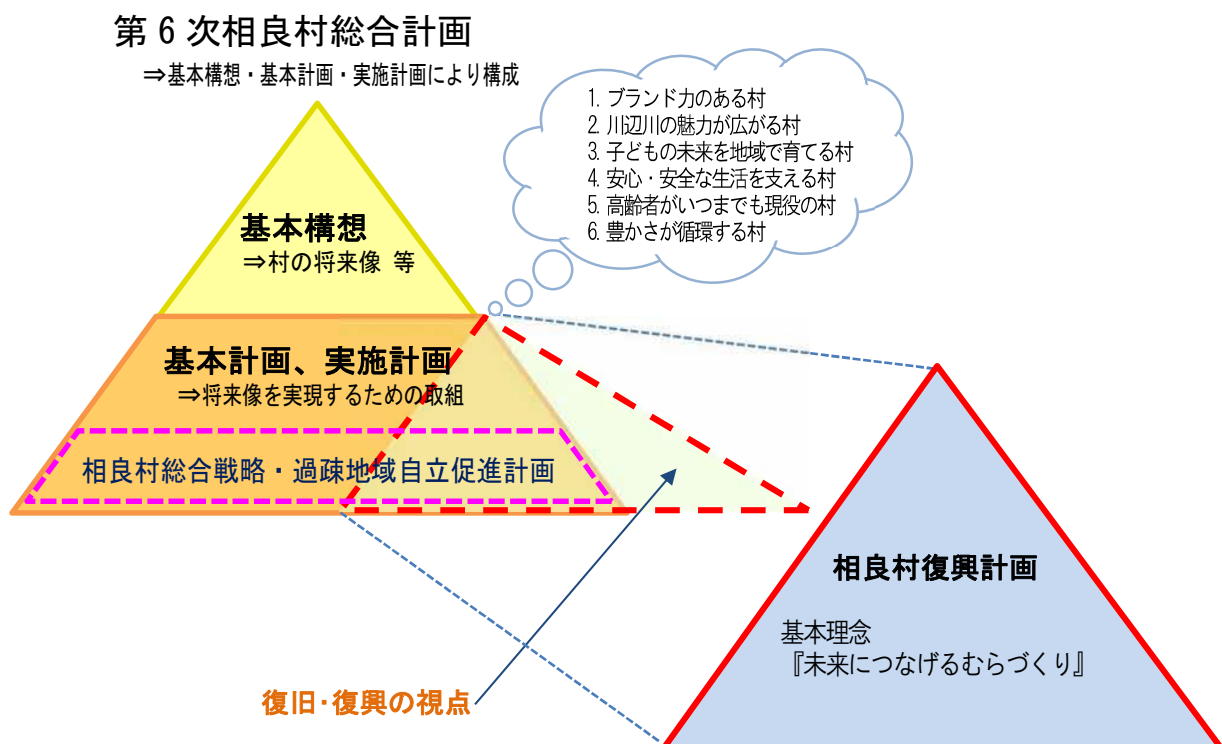 第６次相良村総合計画
⇒基本構想・基本計画・実施計画により構成
1. ブランド力のある村
2. 川辺川の魅力が広がる村
3. 子どもの未来を地域で育てる村
4. 安心・安全な生活を支える村
5. 高齢者がいつまでも現役の村
6. 豊かさが循環する村
基本構想
⇒村の将来像 等
基本計画、実施計画
⇒将来像を実現するための取組
相良村総合戦略・過疎地域自立促進計画
相良村復興計画
基本理念
『未来につなげるむらづくり』
復旧・復興の視点